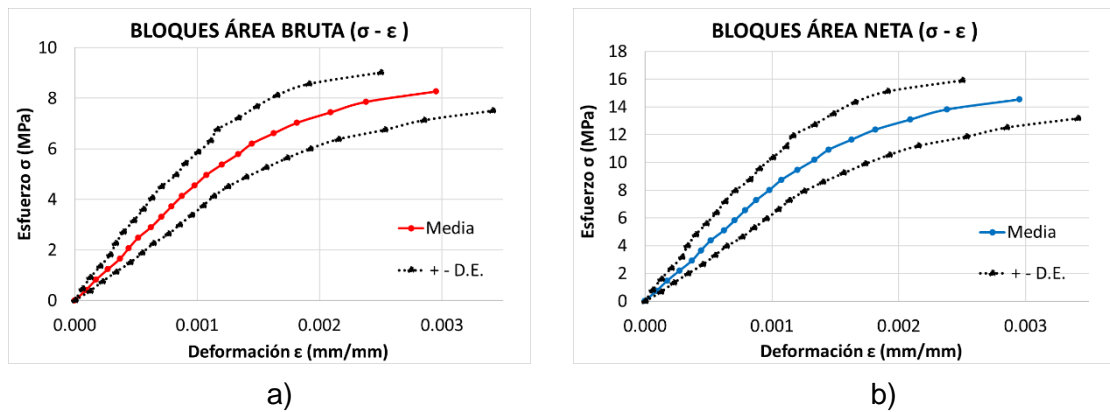 BLOQUES ÁREA BRUTA (σ - ε )
Esfuerzo σ (MPa)
10
8
6
4
2
0
Media
+ - D.E.
0.000 0.001 0.002 0.003
Deformación ε (mm/mm)
a)
BLOQUES ÁREA NETA (σ - ε )
Esfuerzo σ (MPa)
18
16
14
12
10
8
6
4
2
0
Media
+ - D.E.
0.000 0.001 0.002 0.003
Deformación ε (mm/mm)
b)